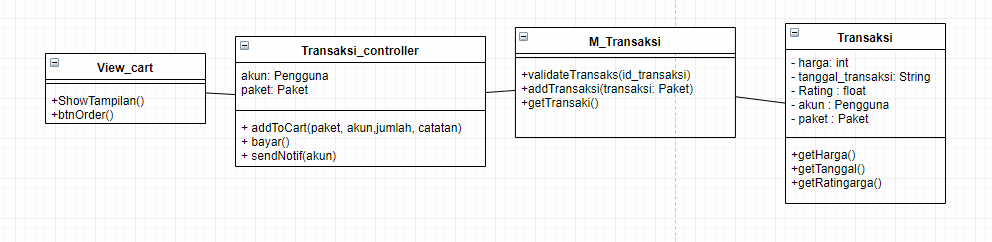 View_cart
+ShowTampilan()
+btnOrder()
Transaksi_controller
akun: Pengguna
paket: Paket
+ addToCart(paket, akun,jumlah, catatan)
+ bayar()
+ sendNotif(akun)
M_Transaksi
+validateTransaks(id_transaksi)
+addTransaksi(transaksi: Paket)
+getTransaki()
Transaksi
- harga: int
- tanggal_transaksi: String
- Rating : float
- akun : Pengguna
- paket : Paket
+getHarga()
+getTanggal()
+getRatingarga()